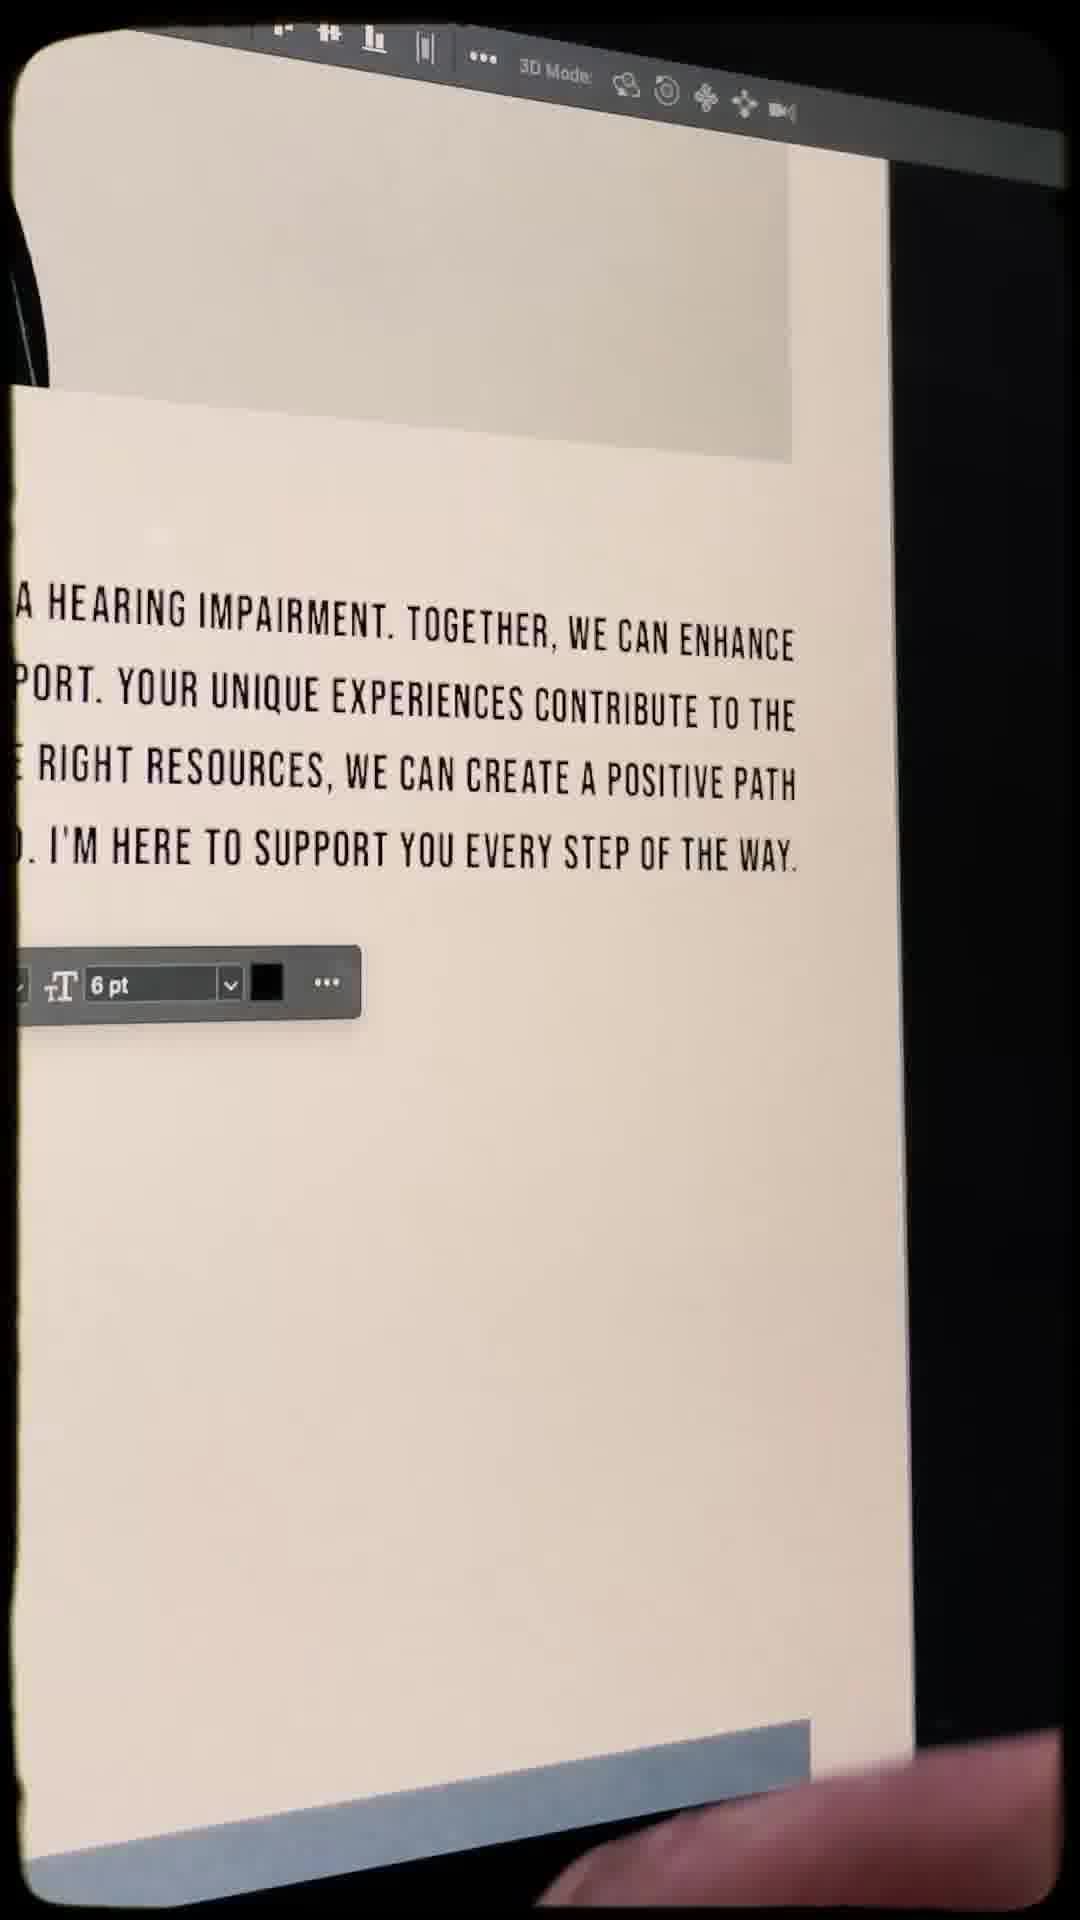 3D Mode:
A HEARING IMPAIRMENT. TOGETHER, WE CAN ENHANCE
PORT. YOUR UNIQUE EXPERIENCES CONTRIBUTE TO THE
E RIGHT RESOURCES, WE CAN CREATE A POSITIVE PATH
. I'M HERE TO SUPPORT YOU EVERY STEP OF THE WAY.
6 pt